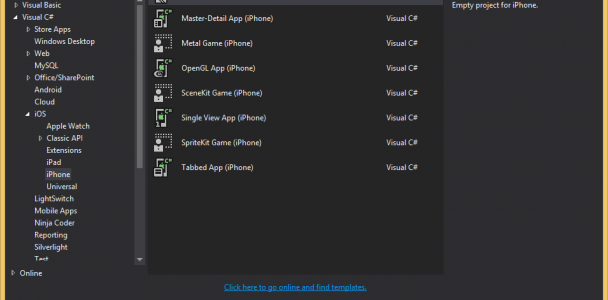 Visual Basic
Visual C#
Store Apps
Windows Desktop
Web
MySQL
Office/SharePoint
Android
Cloud
iOS
Apple Watch
Classic API
Extensions
iPad
iPhone
Universal
LightSwitch
Mobile Apps
Ninja Coder
Reporting
Silverlight
Test
Online
Master-Detail App (iPhone) Visual C#
Metal Game (iPhone) Visual C#
OpenGL App (iPhone) Visual C#
SceneKit Game (iPhone) Visual C#
Single View App (iPhone) Visual C#
SpriteKit Game (iPhone) Visual C#
Tabbed App (iPhone) Visual C#
Click here to go online and find templates.
Empty project for iPhone.